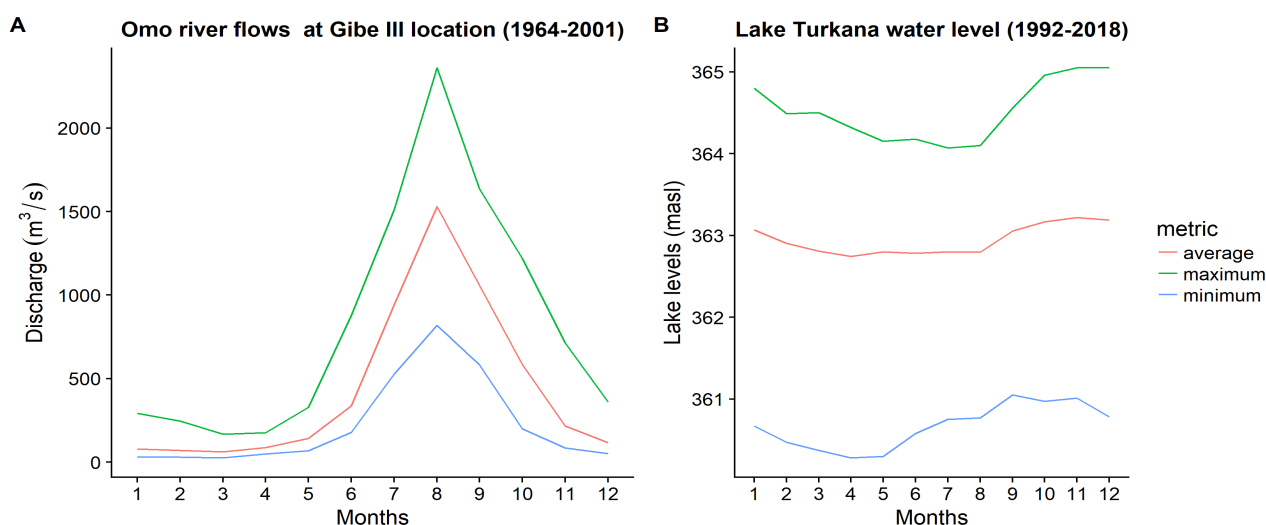 A
Omo river flows  at Gibe III location (1964-2001)
Discharge (m³/s)
2000
1500
1000
500
0
1 2 3 4 5 6 7 8 9 10 11 12
Months
B
Lake Turkana water level (1992-2018)
Lake levels (masl)
365
364
363
362
361
1 2 3 4 5 6 7 8 9 10 11 12
Months
metric
average
maximum
minimum